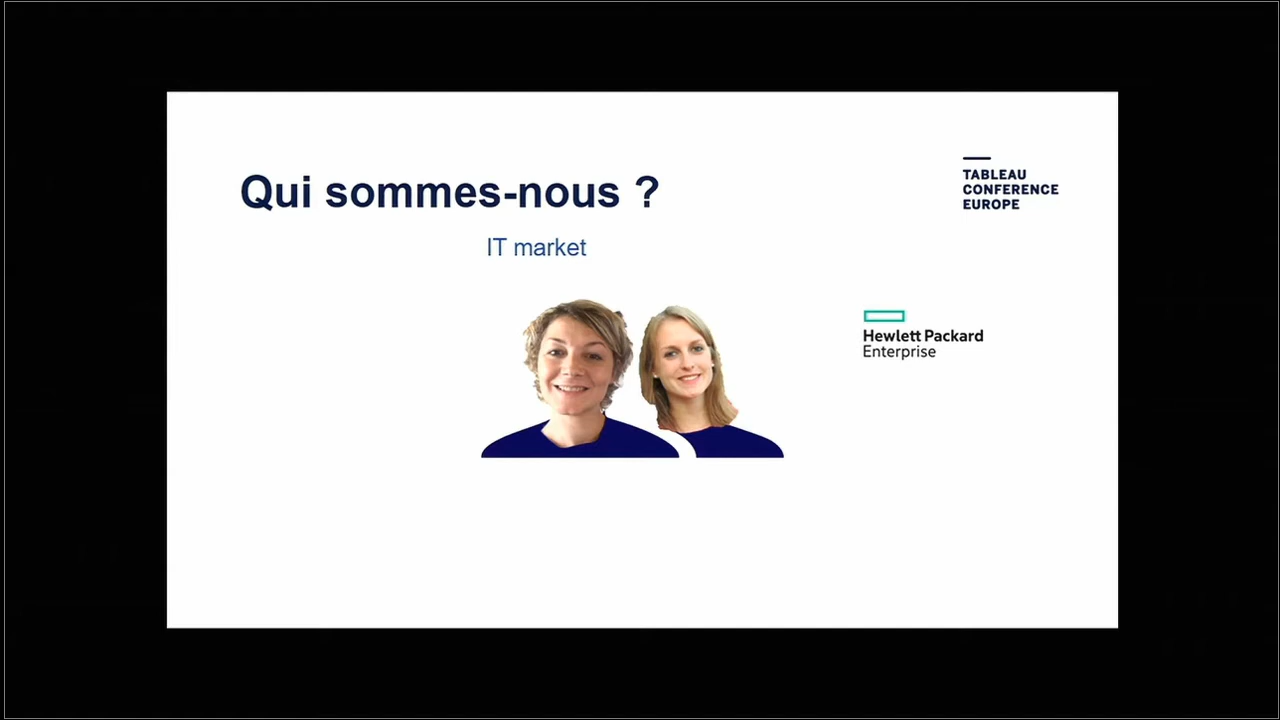 Qui sommes-nous ?
TABLEAU
CONFERENCE
EUROPE
IT market
Hewlett Packard
Enterprise